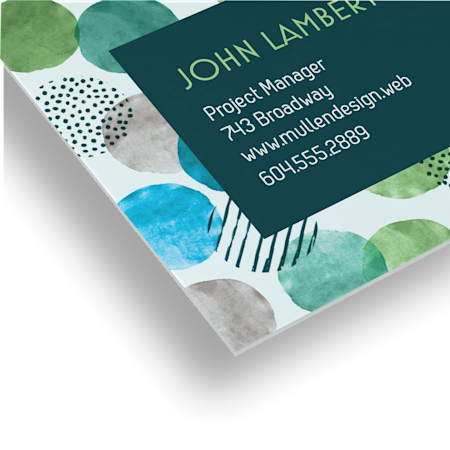 JOHN LAMBERT
Project Manager
743 Broadway
www.mullendesign.web
604.555.2889